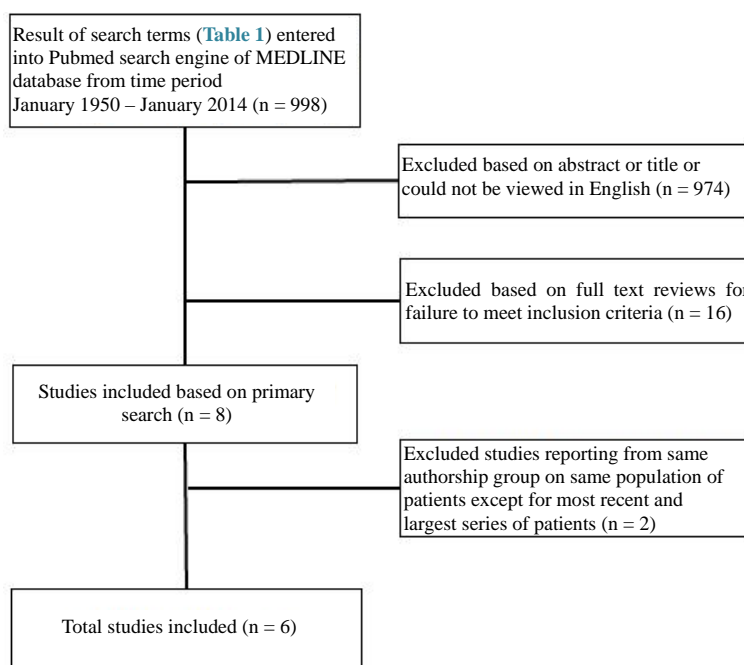 Result of search terms (Table 1) entered
into Pubmed search engine of MEDLINE
database from time period
January 1950 – January 2014 (n = 998)
Excluded based on abstract or title or
could not be viewed in English (n = 974)
Excluded based on full text reviews for
failure to meet inclusion criteria (n = 16)
Studies included based on primary
search (n = 8)
Excluded studies reporting from same
authorship group on same population of
patients except for most recent and
largest series of patients (n = 2)
Total studies included (n = 6)